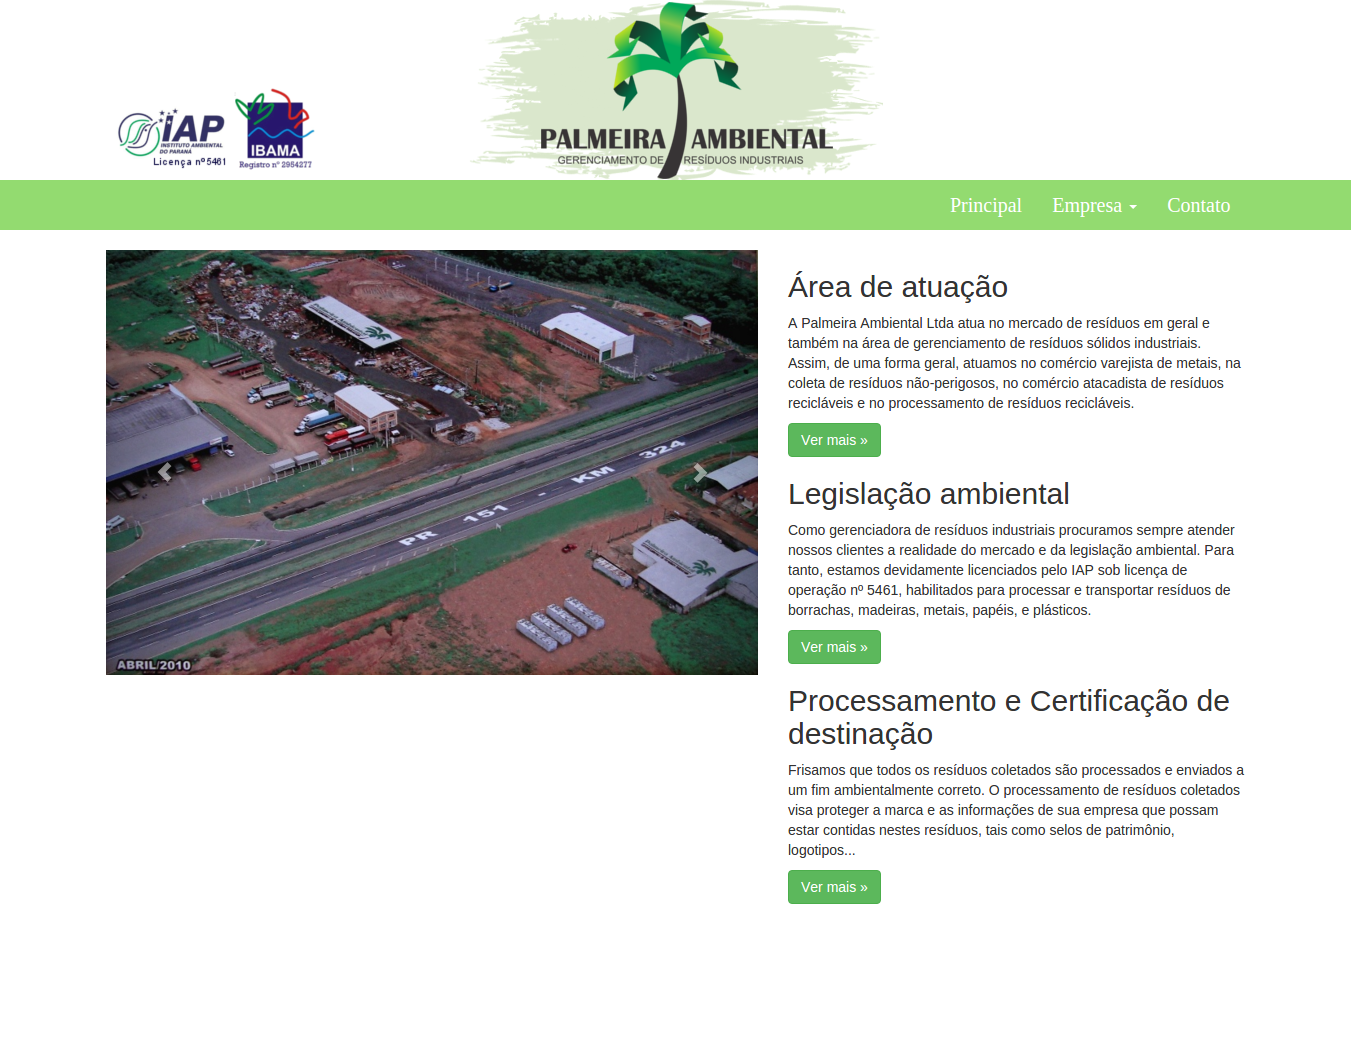 IAP
INSTITUTO AMBIENTAL
DO PARANÁ
Licença nº5461
IBAMA
Registro nº 2954277
PALMEIRA AMBIENTAL
GERENCIAMENTO DE RESÍDUOS INDUSTRIAIS
Principal Empresa Contato
PR 151 - KM 324
ABRIL/2010
Área de atuação
A Palmeira Ambiental Ltda atua no mercado de resíduos em geral e
também na área de gerenciamento de resíduos sólidos industriais.
Assim, de uma forma geral, atuamos no comércio varejista de metais, na
coleta de resíduos não-perigosos, no comércio atacadista de resíduos
recicláveis e no processamento de resíduos recicláveis.
Ver mais »
Legislação ambiental
Como gerenciadora de resíduos industriais procuramos sempre atender
nossos clientes a realidade do mercado e da legislação ambiental. Para
tanto, estamos devidamente licenciados pelo IAP sob licença de
operação nº 5461, habilitados para processar e transportar resíduos de
borrachas, madeiras, metais, papéis, e plásticos.
Ver mais »
Processamento e Certificação de
destinação
Frisamos que todos os resíduos coletados são processados e enviados a
um fim ambientalmente correto. O processamento de resíduos coletados
visa proteger a marca e as informações de sua empresa que possam
estar contidas nestes resíduos, tais como selos de patrimônio,
logotipos...
Ver mais »